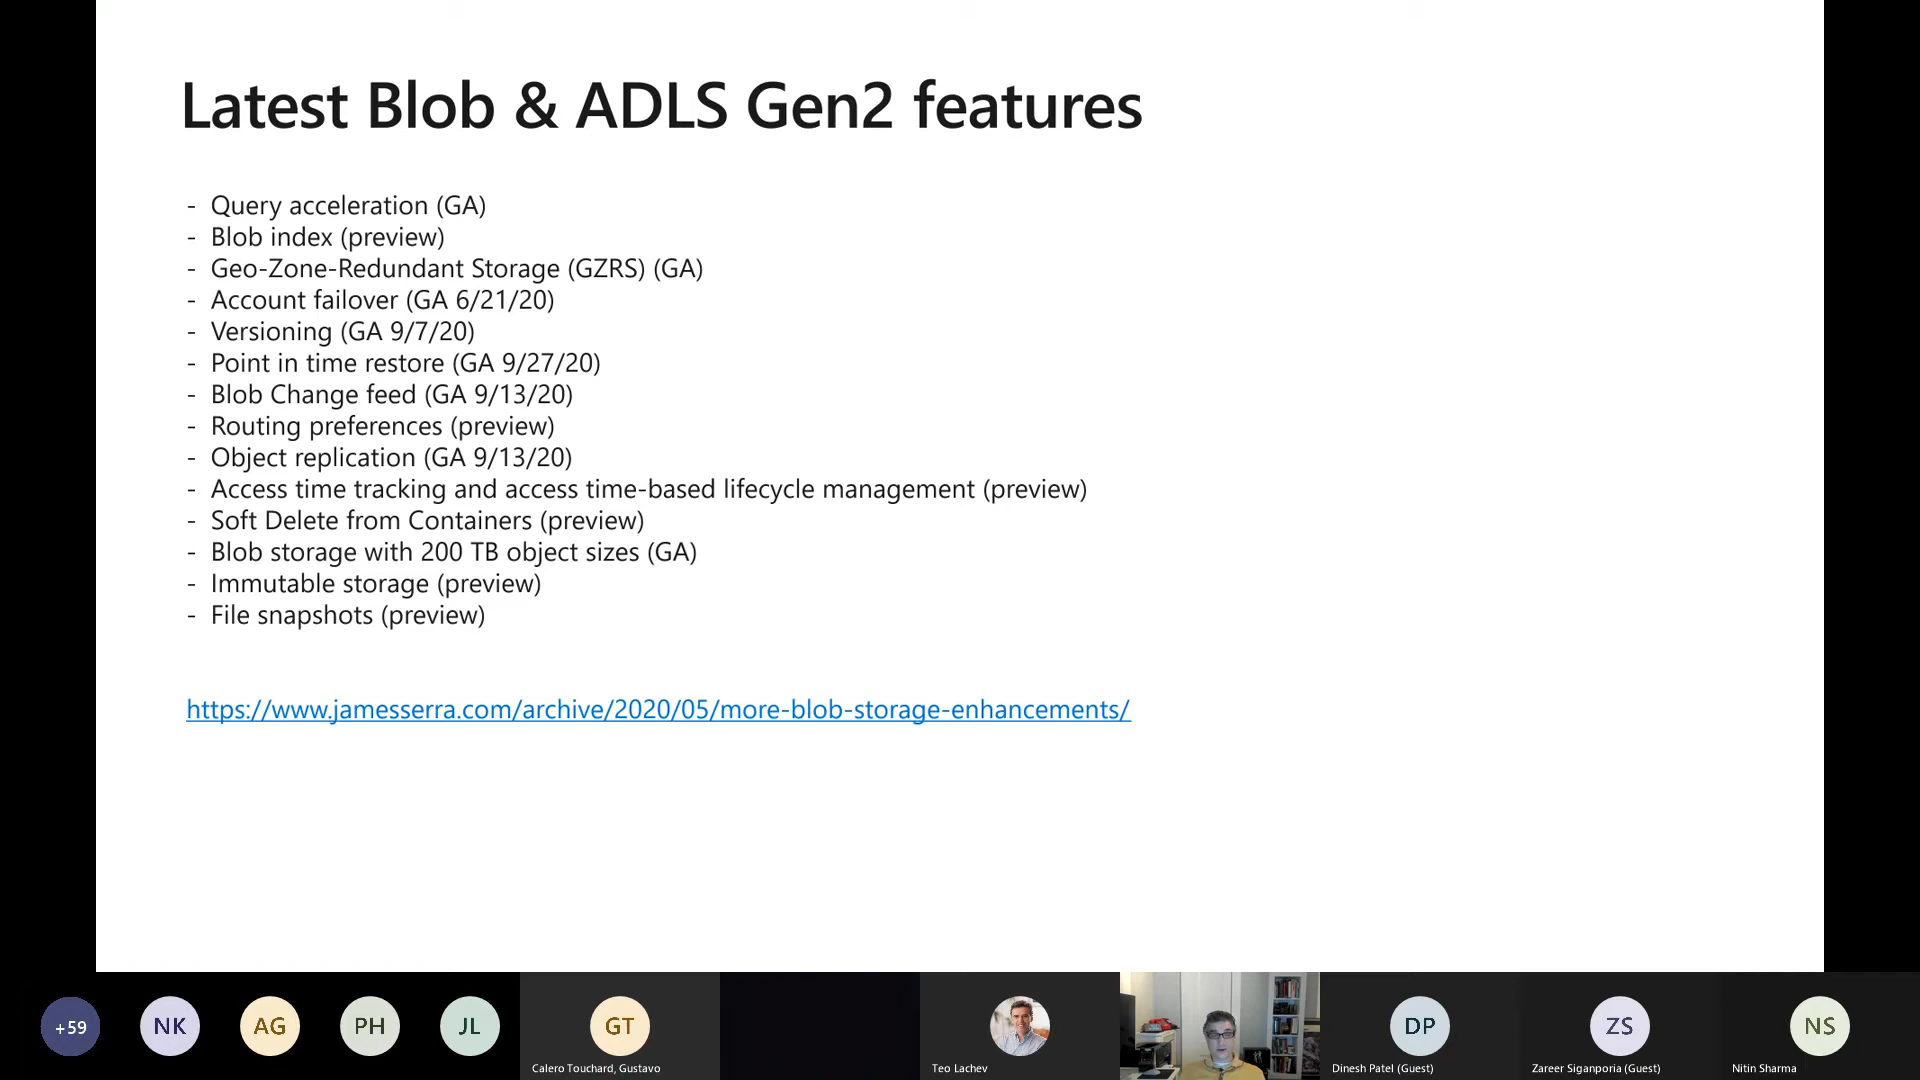 Latest Blob & ADLS Gen2 features
- Query acceleration (GA)
- Blob index (preview)
- Geo-Zone-Redundant Storage (GZRS) (GA)
- Account failover (GA 6/21/20)
- Versioning (GA 9/7/20)
- Point in time restore (GA 9/27/20)
- Blob Change feed (GA 9/13/20)
- Routing preferences (preview)
- Object replication (GA 9/13/20)
- Access time tracking and access time-based lifecycle management (preview)
- Soft Delete from Containers (preview)
- Blob storage with 200 TB object sizes (GA)
- Immutable storage (preview)
- File snapshots (preview)
https://www.jamesserra.com/archive/2020/05/more-blob-storage-enhancements/
+59 NK AG PH JL GT DP ZS NS
Calero Touchard, Gustavo Teo Lachev Dinesh Patel (Guest) Zareer Siganporia (Guest) Nitin Sharma